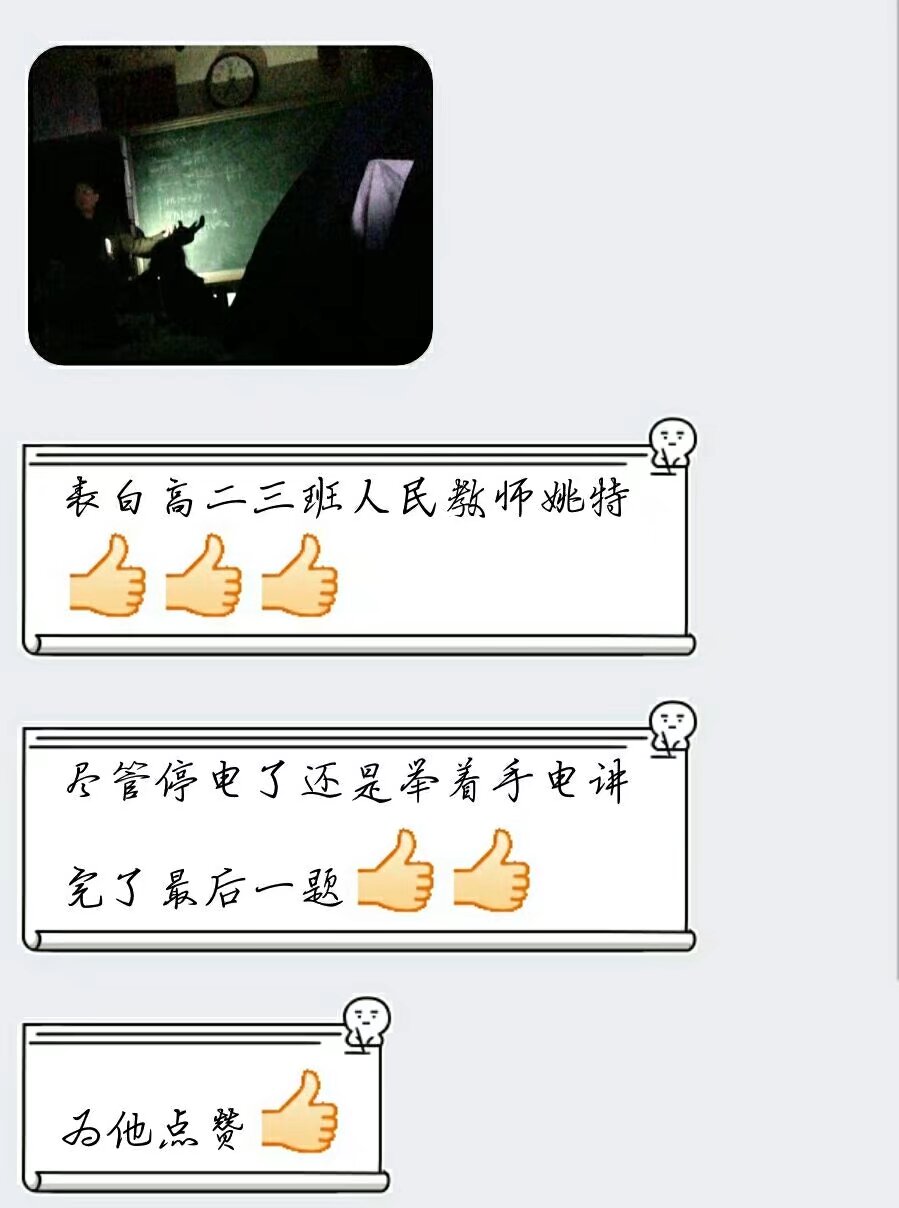 表白高二三班人民教师姚特
👍👍👍
尽管停电了还是举着手电讲
完了最后一题👍👍
为他点赞👍